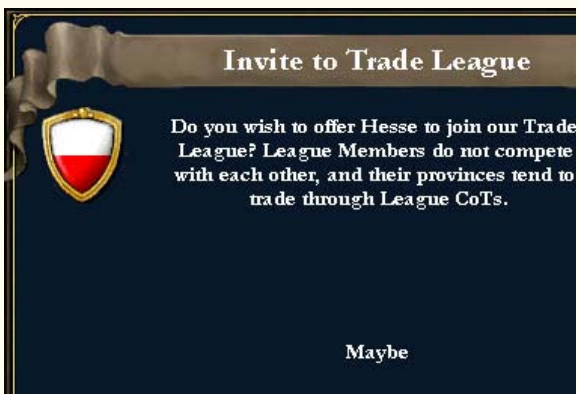 Invite to Trade League
Do you wish to offer Hesse to join our Trade
League? League Members do not compete
with each other, and their provinces tend to
trade through League CoTs.
Maybe